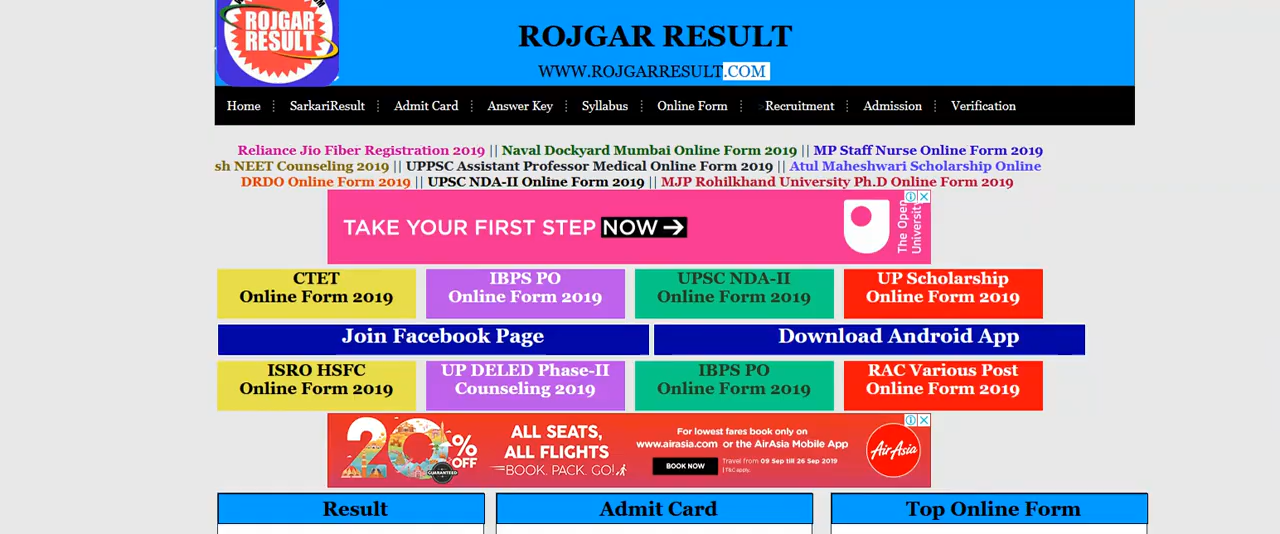 ROJGAR
RESULT
ROJGAR RESULT
WWW.ROJGARRESULT.COM
Home SarkariResult Admit Card Answer Key Syllabus Online Form Recruitment Admission Verification
Reliance Jio Fiber Registration 2019 || Naval Dockyard Mumbai Online Form 2019 || MP Staff Nurse Online Form 2019
sh NEET Counseling 2019 || UPPSC Assistant Professor Medical Online Form 2019 || Atul Maheshwari Scholarship Online
DRDO Online Form 2019 || UPSC NDA-II Online Form 2019 || MJP Rohilkhand University Ph.D Online Form 2019
TAKE YOUR FIRST STEP NOW →
The Open
University
CTET
Online Form 2019
IBPS PO
Online Form 2019
UPSC NDA-II
Online Form 2019
UP Scholarship
Online Form 2019
Join Facebook Page
Download Android App
ISRO HSFC
Online Form 2019
UP DELED Phase-II
Counseling 2019
IBPS PO
Online Form 2019
RAC Various Post
Online Form 2019
20% OFF
GUARANTEED
ALL SEATS,
ALL FLIGHTS
BOOK. PACK. GO!
For lowest fares book only on
www.airasia.com or the AirAsia Mobile App
BOOK NOW
Travel from 09 Sep till 26 Sep 2019
| T&C apply.
AirAsia
Result
Admit Card
Top Online Form